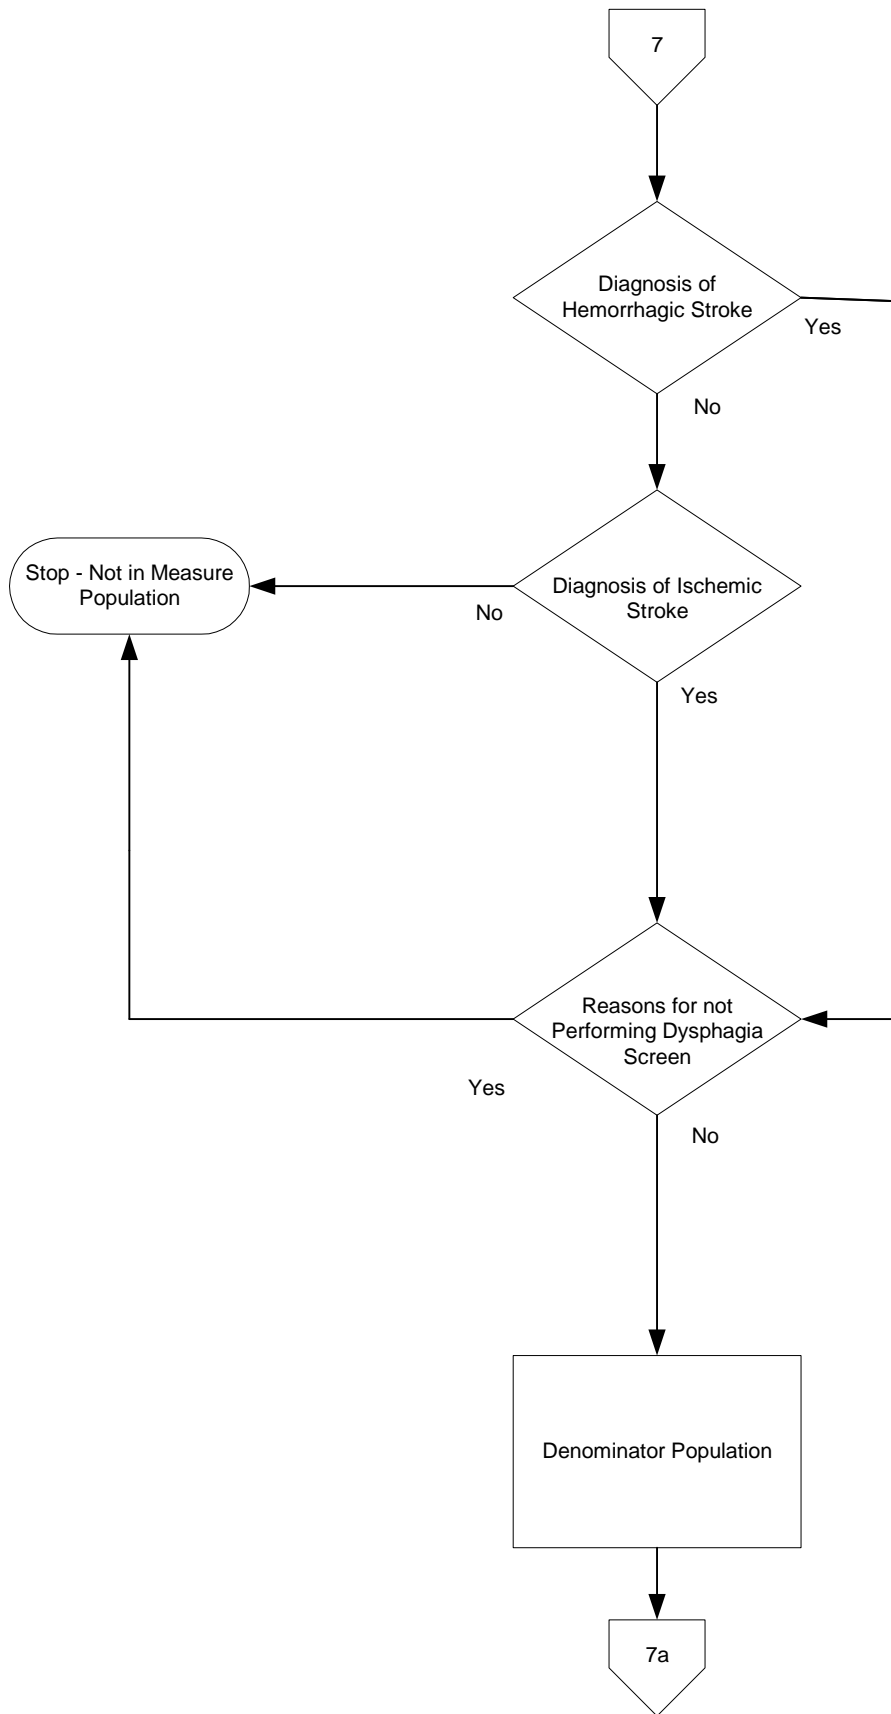 7
Diagnosis of
Hemorrhagic Stroke
Yes
No
Stop - Not in Measure
Population
Diagnosis of Ischemic
Stroke
No
Yes
Reasons for not
Performing Dysphagia
Screen
Yes
No
Denominator Population
7a